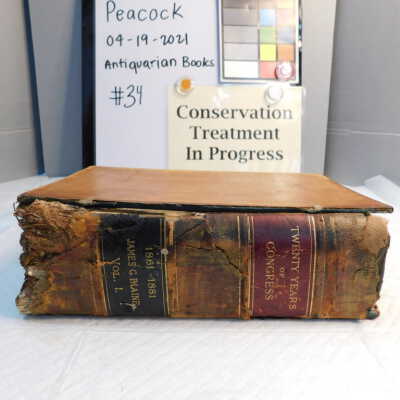 Peacock
04-19-2021
Antiquarian Books
#34
Conservation
Treatment
In Progress
1861-1881
JAMES G. BLAINE
VOL. I.
TWENTY YEARS
OF
CONGRESS